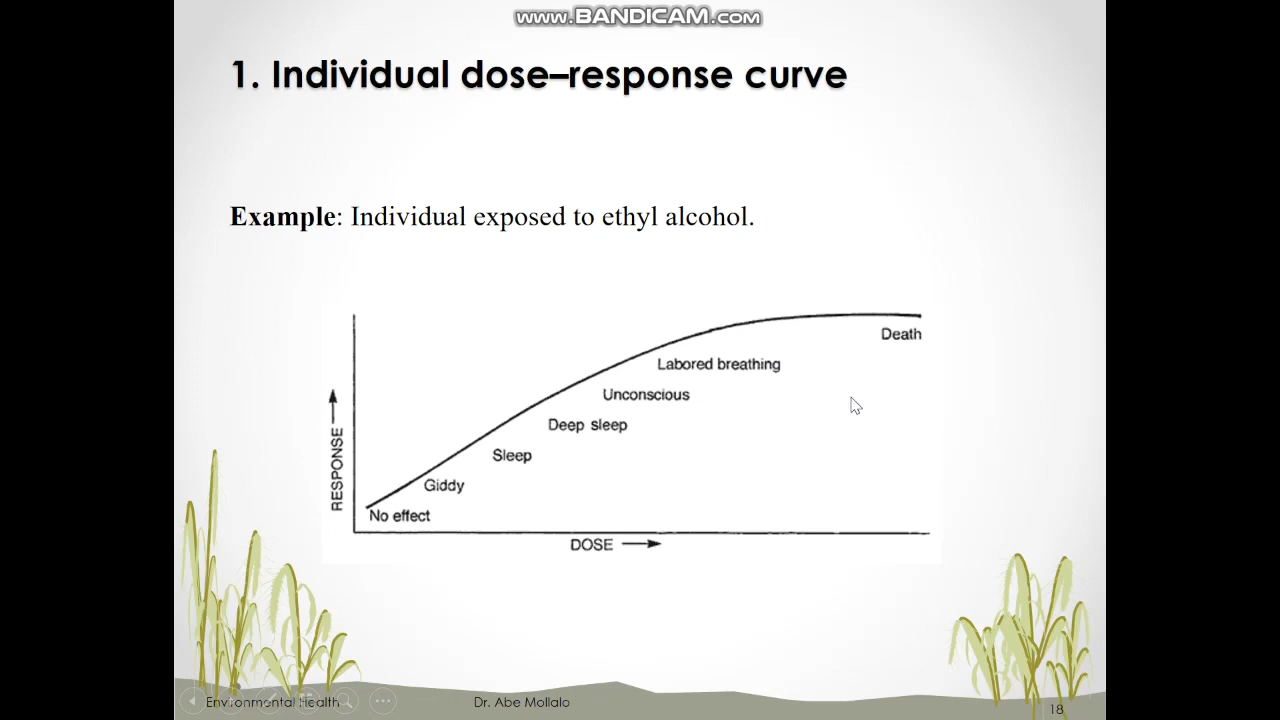 www.BANDICAM.com
1. Individual dose–response curve
Example: Individual exposed to ethyl alcohol.
Death
Labored breathing
Unconscious
Deep sleep
Sleep
Giddy
No effect
RESPONSE
DOSE
Environmental Health
Dr. Abe Mollalo
18